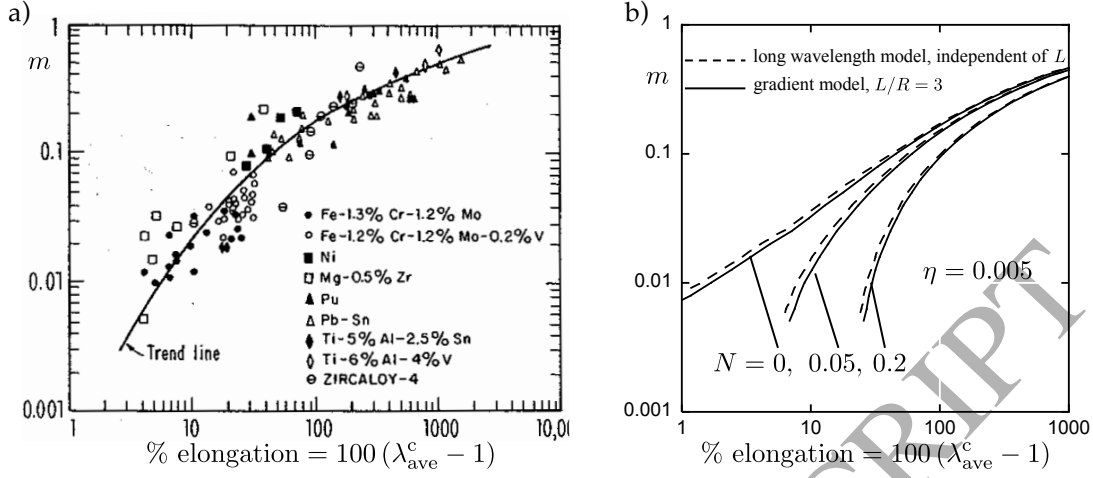 a)
1
m
0.1
0.01
0.001
Fe-1.3% Cr-1.2% Mo
Fe-1.2% Cr-1.2% Mo-0.2% V
Ni
Mg-0.5% Zr
Pu
Pb-Sn
Ti-5% Al-2.5% Sn
Ti-6% Al-4% V
ZIRCALOY-4
Trend line
1 10 100 1000 10,00
% elongation = 100 (λ^c_ave − 1)
b)
1
m
0.1
0.01
0.001
long wavelength model, independent of L
gradient model, L/R = 3
η = 0.005
N = 0, 0.05, 0.2
1 10 100 1000
% elongation = 100 (λ^c_ave − 1)
RIPT